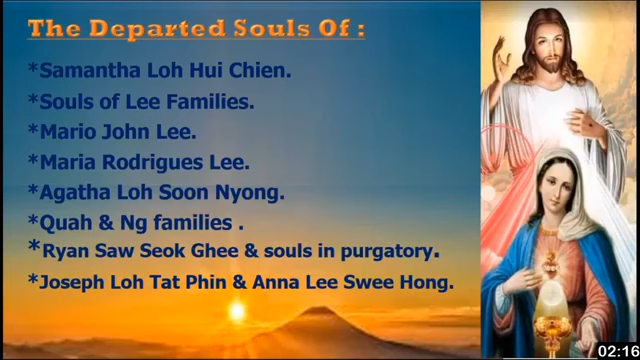 The Departed Souls Of :
*Samantha Loh Hui Chien.
*Souls of Lee Families.
*Mario John Lee.
*Maria Rodrigues Lee.
*Agatha Loh Soon Nyong.
*Quah & Ng families .
*Ryan Saw Seok Ghee & souls in purgatory.
*Joseph Loh Tat Phin & Anna Lee Swee Hong.
02:16